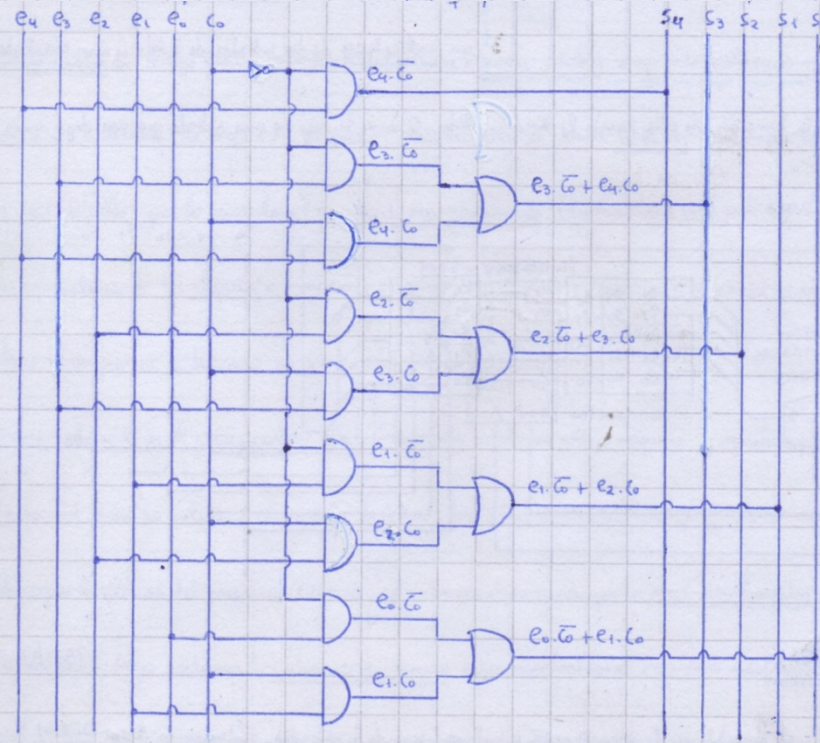 e4 e3 e2 e1 e0 c0 S4 S3 S2 S1 S
e4.c̅0̅
e3.c̅0̅
e3.c̅0̅ + e4.c0
e4.c0
e2.c̅0̅
e2.c̅0̅ + e3.c0
e3.c0
e1.c̅0̅
e1.c̅0̅ + e2.c0
e2.c0
e0.c̅0̅
e0.c̅0̅ + e1.c0
e1.c0